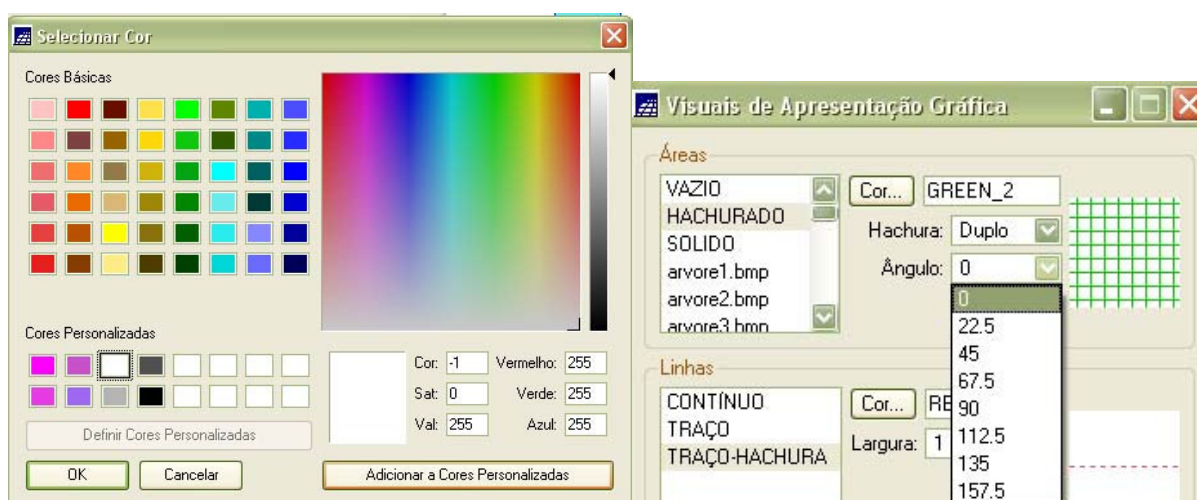 Selecionar Cor
Cores Básicas
Cores Personalizadas
Cor: -1 Vermelho: 255
Sat: 0 Verde: 255
Val: 255 Azul: 255
Definir Cores Personalizadas
OK Cancelar Adicionar a Cores Personalizadas
Visuais de Apresentação Gráfica
Áreas
VAZIO
HACHURADO
SOLIDO
arvore1.bmp
arvore2.bmp
arvore3.bmp
Cor... GREEN_2
Hachura: Duplo
Ângulo: 0
0
22.5
45
67.5
90
112.5
135
157.5
Linhas
CONTÍNUO
TRAÇO
TRAÇO-HACHURA
Cor... RE
Largura: 1